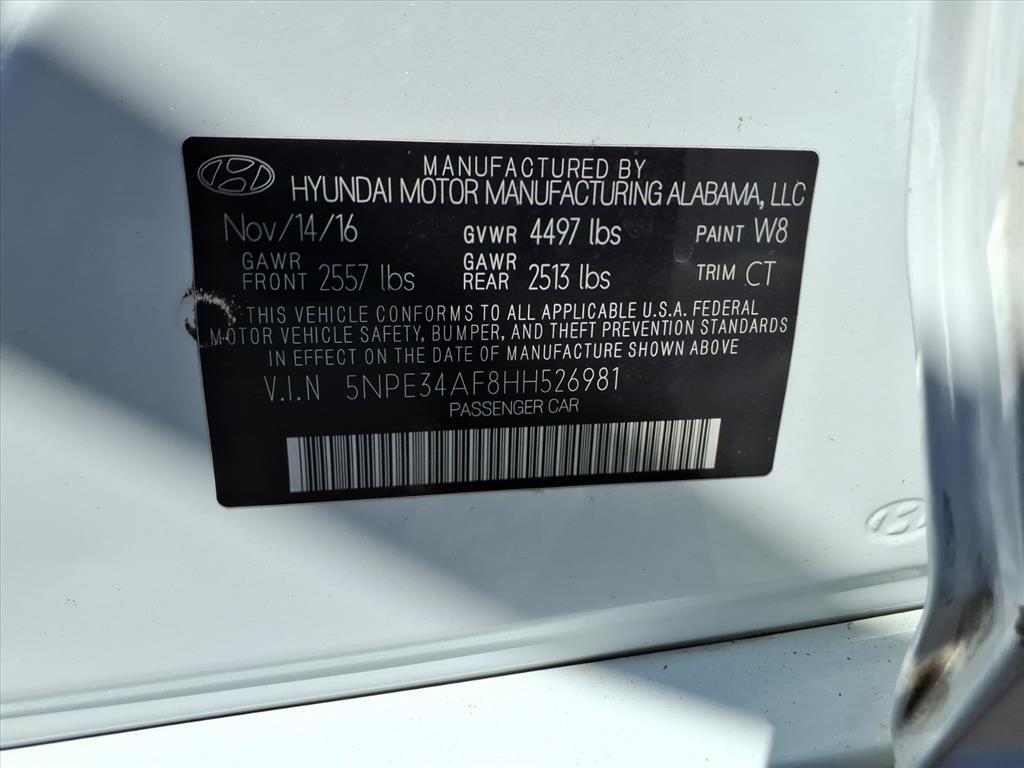 MANUFACTURED BY
HYUNDAI MOTOR MANUFACTURING ALABAMA, LLC
Nov/14/16 GVWR 4497 lbs PAINT W8
GAWR FRONT 2557 lbs GAWR REAR 2513 lbs TRIM CT
THIS VEHICLE CONFORMS TO ALL APPLICABLE U.S.A. FEDERAL
MOTOR VEHICLE SAFETY, BUMPER, AND THEFT PREVENTION STANDARDS
IN EFFECT ON THE DATE OF MANUFACTURE SHOWN ABOVE
V.I.N 5NPE34AF8HH526981
PASSENGER CAR